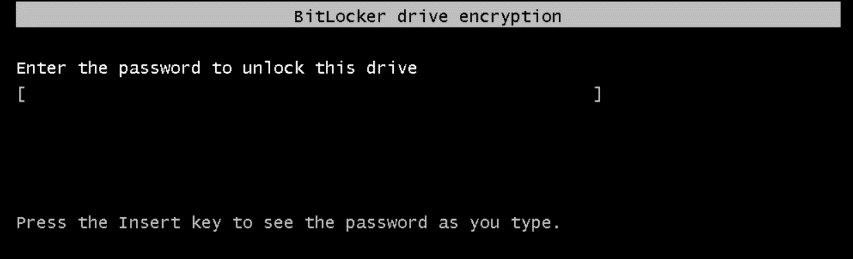 BitLocker drive encryption
Enter the password to unlock this drive
[ ]
Press the Insert key to see the password as you type.